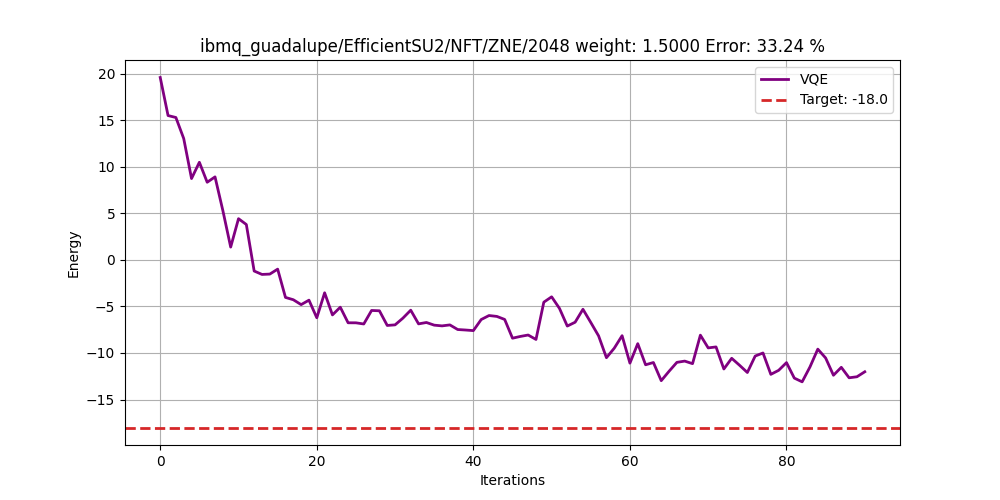 ibmq_guadalupe/EfficientSU2/NFT/ZNE/2048 weight: 1.5000 Error: 33.24 %
VQE
Target: -18.0
20
15
10
5
0
−5
−10
−15
Energy
0 20 40 60 80
Iterations